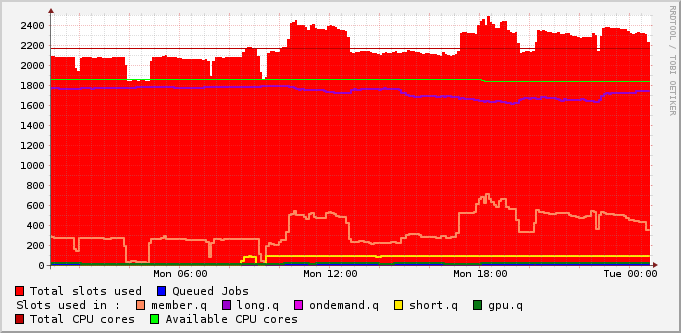 2400
2200
2000
1800
1600
1400
1200
1000
800
600
400
200
0
Mon 06:00 Mon 12:00 Mon 18:00 Tue 00:00
RRDTOOL / TOBI OETIKER
Total slots used Queued Jobs
Slots used in : member.q long.q ondemand.q short.q gpu.q
Total CPU cores Available CPU cores